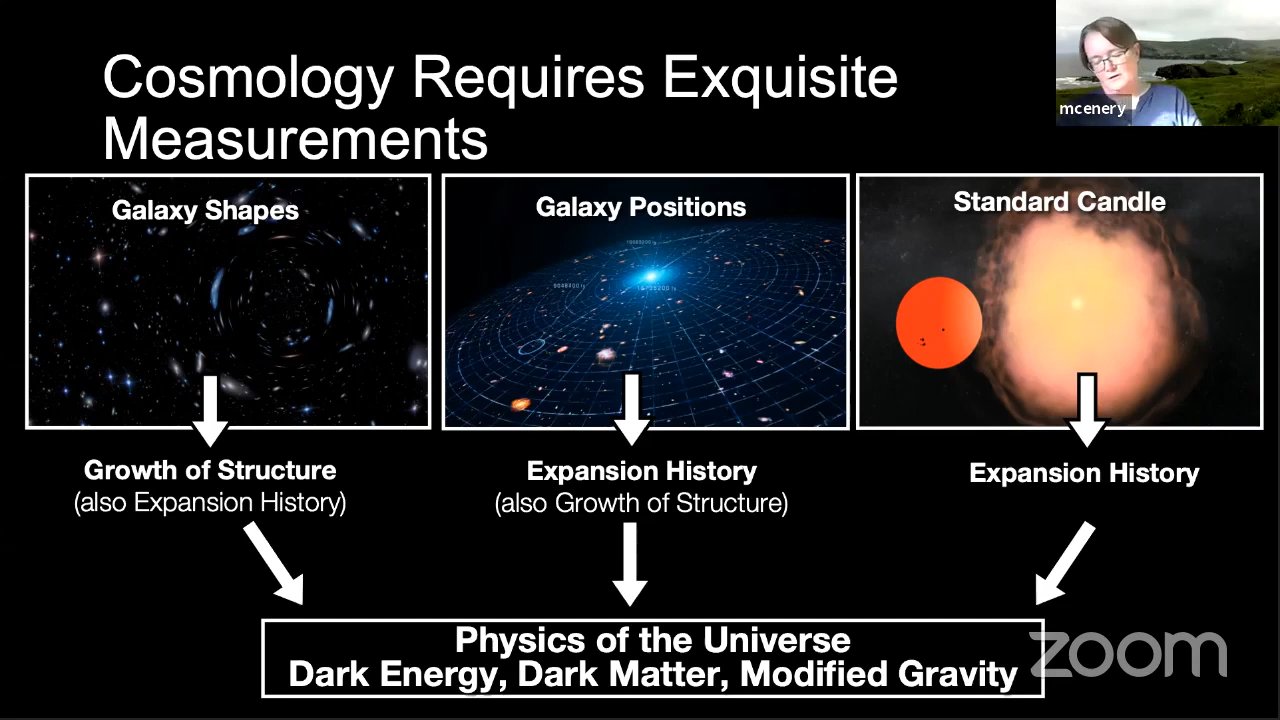 Cosmology Requires Exquisite
Measurements
mcenery
Galaxy Shapes
Galaxy Positions
Standard Candle
Growth of Structure
(also Expansion History)
Expansion History
(also Growth of Structure)
Expansion History
Physics of the Universe
Dark Energy, Dark Matter, Modified Gravity
zoom